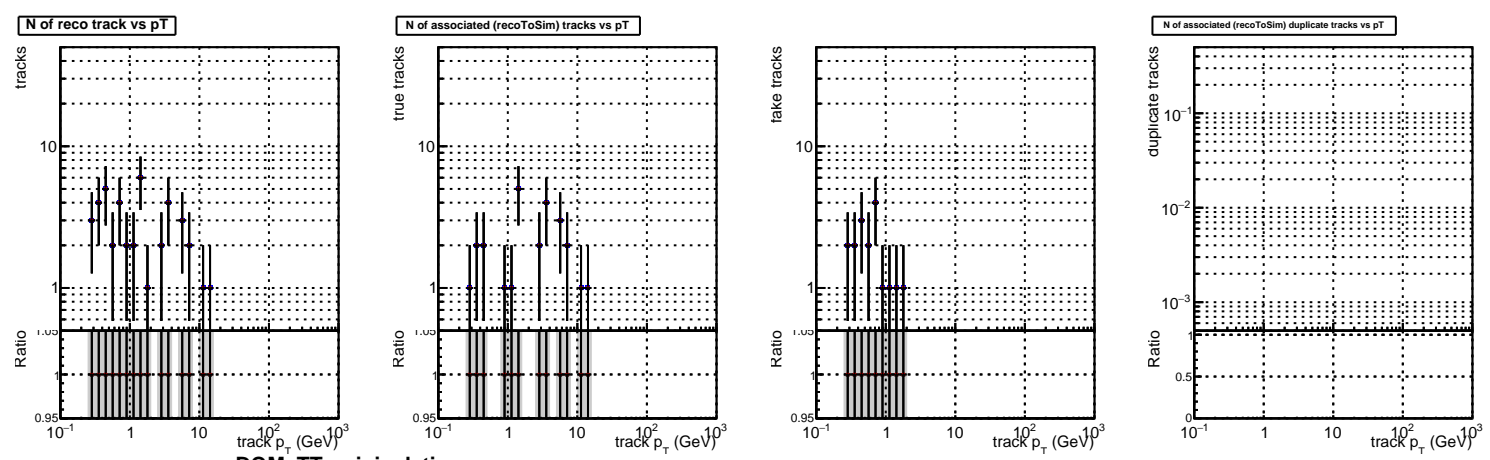 N of reco track vs pT
tracks
10
1
Ratio
1.05
1
0.95
10⁻¹ 1 10 10² 10³
track p_T (GeV)
N of associated (recoToSim) tracks vs pT
true tracks
10
1
Ratio
1.05
1
0.95
10⁻¹ 1 10 10² 10³
track p_T (GeV)
fake tracks
10
1
Ratio
1.05
1
0.95
10⁻¹ 1 10 10² 10³
track p_T (GeV)
N of associated (recoToSim) duplicate tracks vs pT
duplicate tracks
10⁻¹
10⁻²
10⁻³
Ratio
1
0.5
0
10⁻¹ 1 10 10² 10³
track p_T (GeV)